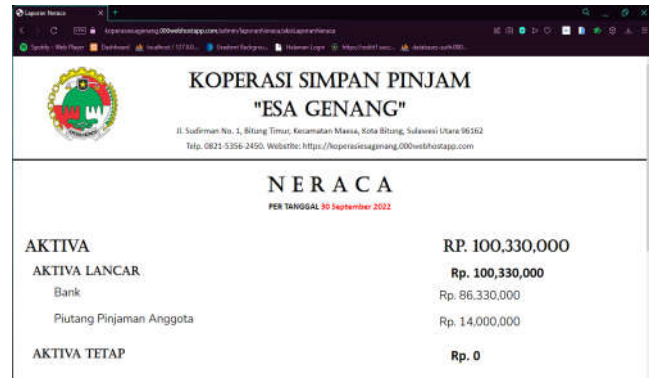 Laporan Neraca
KOPERASI SIMPAN PINJAM
"ESA GENANG"
Jl. Sudirman No. 1, Bitung Timur, Kecamatan Maesa, Kota Bitung, Sulawesi Utara 96162
Telp. 0821-5356-2450. Webstite: https://koperasiesagenang.000webhostapp.com
NERACA
PER TANGGAL 30 September 2022
AKTIVA RP. 100,330,000
AKTIVA LANCAR Rp. 100,330,000
Bank Rp. 86,330,000
Piutang Pinjaman Anggota Rp. 14,000,000
AKTIVA TETAP Rp. 0